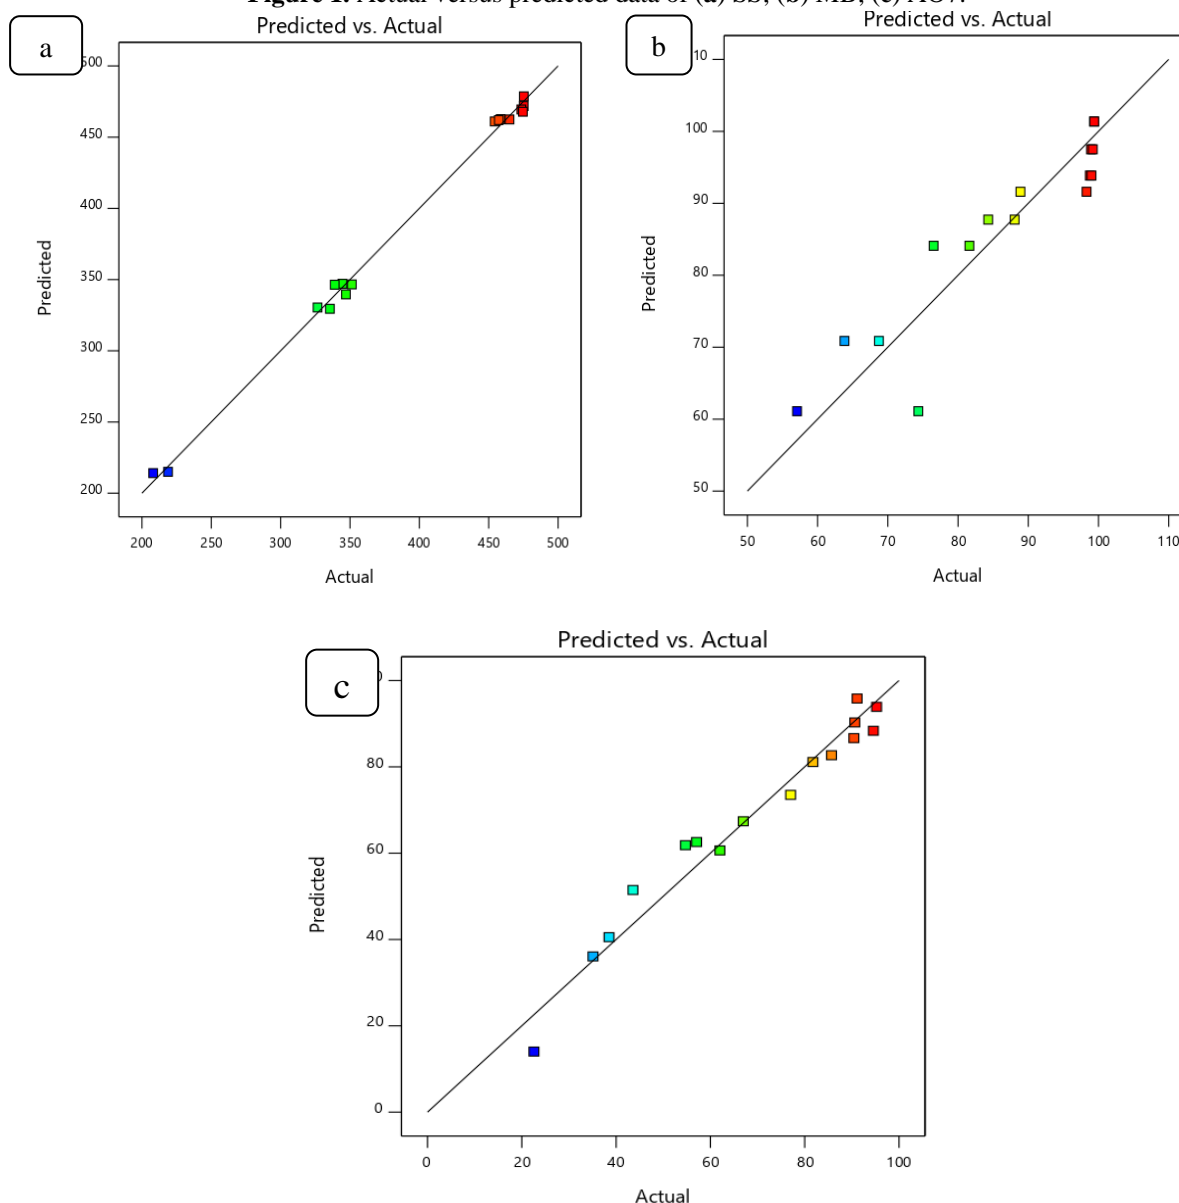 Figure 1. Actual versus predicted data of (a) SS, (b) MB, (c) AO7.
a
Predicted vs. Actual
500
450
400
350
300
250
200
Predicted
200 250 300 350 400 450 500
Actual
b
Predicted vs. Actual
10
100
90
80
70
60
50
Predicted
50 60 70 80 90 100 110
Actual
c
Predicted vs. Actual
80
60
40
20
0
Predicted
0 20 40 60 80 100
Actual